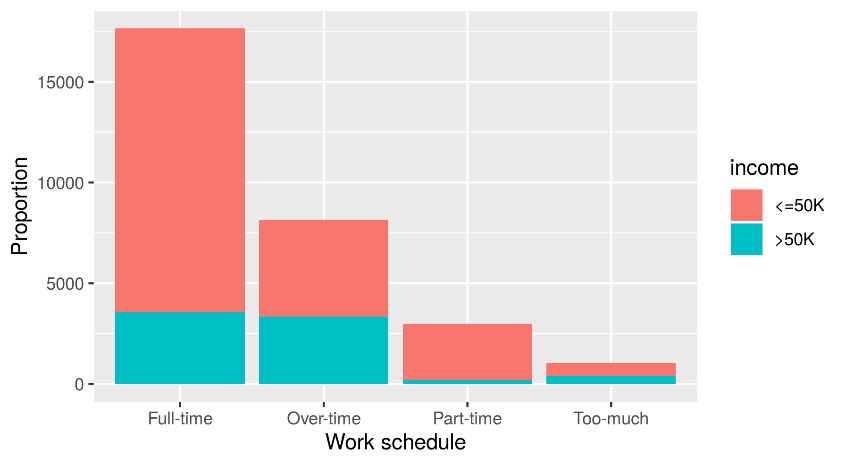 15000
10000
5000
0
Proportion
Full-time
Over-time
Part-time
Too-much
Work schedule
income
<=50K
>50K